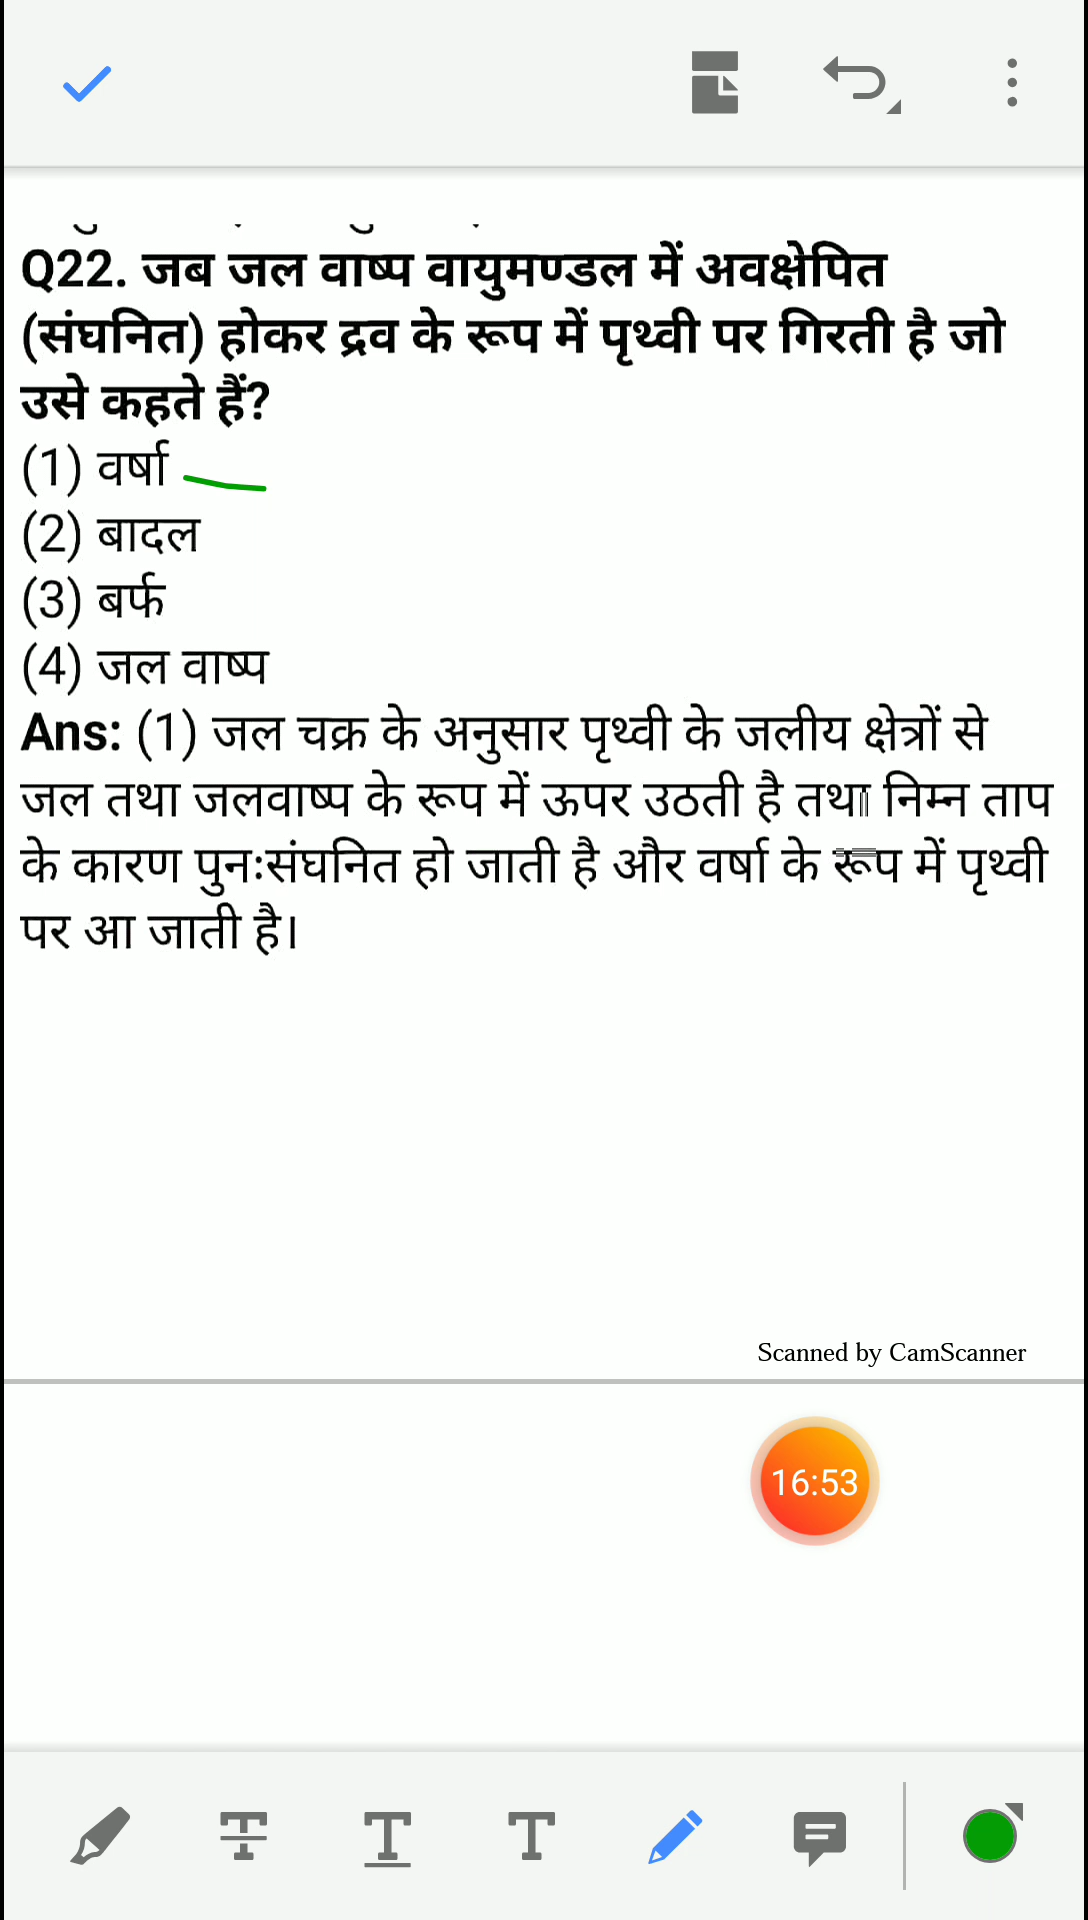 Q22. जब जल वाष्प वायुमण्डल में अवक्षेपित
(संघनित) होकर द्रव के रूप में पृथ्वी पर गिरती है जो
उसे कहते हैं?
(1) वर्षा
(2) बादल
(3) बर्फ
(4) जल वाष्प
Ans: (1) जल चक्र के अनुसार पृथ्वी के जलीय क्षेत्रों से
जल तथा जलवाष्प के रूप में ऊपर उठती है तथा निम्न ताप
के कारण पुनःसंघनित हो जाती है और वर्षा के रूप में पृथ्वी
पर आ जाती है।
Scanned by CamScanner
16:53